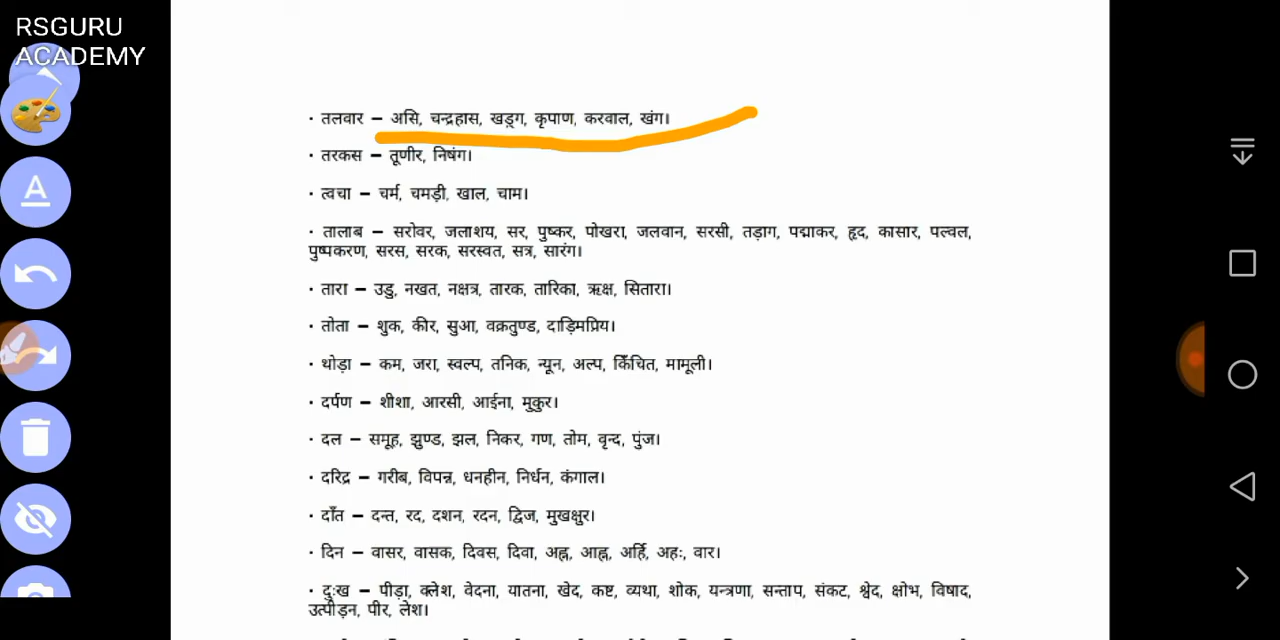 RSGURU
ACADEMY
· तलवार – असि, चन्द्रहास, खड्ग, कृपाण, करवाल, खंग।
· तरकस – तूणीर, निषंग।
· त्वचा – चर्म, चमड़ी, खाल, चाम।
· तालाब – सरोवर, जलाशय, सर, पुष्कर, पोखरा, जलवान, सरसी, तड़ाग, पद्माकर, हृद, कासार, पल्वल,
पुष्पकरण, सरस, सरक, सरस्वत, सत्र, सारंग।
· तारा – उडु, नखत, नक्षत्र, तारक, तारिका, ऋक्ष, सितारा।
· तोता – शुक, कीर, सुआ, वक्रतुण्ड, दाड़िमप्रिय।
· थोड़ा – कम, जरा, स्वल्प, तनिक, न्यून, अल्प, किँचित, मामूली।
· दर्पण – शीशा, आरसी, आईना, मुकुर।
· दल – समूह, झुण्ड, झल, निकर, गण, तोम, वृन्द, पुंज।
· दरिद्र – गरीब, विपन्न, धनहीन, निर्धन, कंगाल।
· दाँत – दन्त, रद, दशन, रदन, द्विज, मुखक्षुर।
· दिन – वासर, वासक, दिवस, दिवा, अह्न, आह्न, अर्हि, अहः, वार।
· दुःख – पीड़ा, क्लेश, वेदना, यातना, खेद, कष्ट, व्यथा, शोक, यन्त्रणा, सन्ताप, संकट, श्वेद, क्षोभ, विषाद,
उत्पीड़न, पीर, लेश।